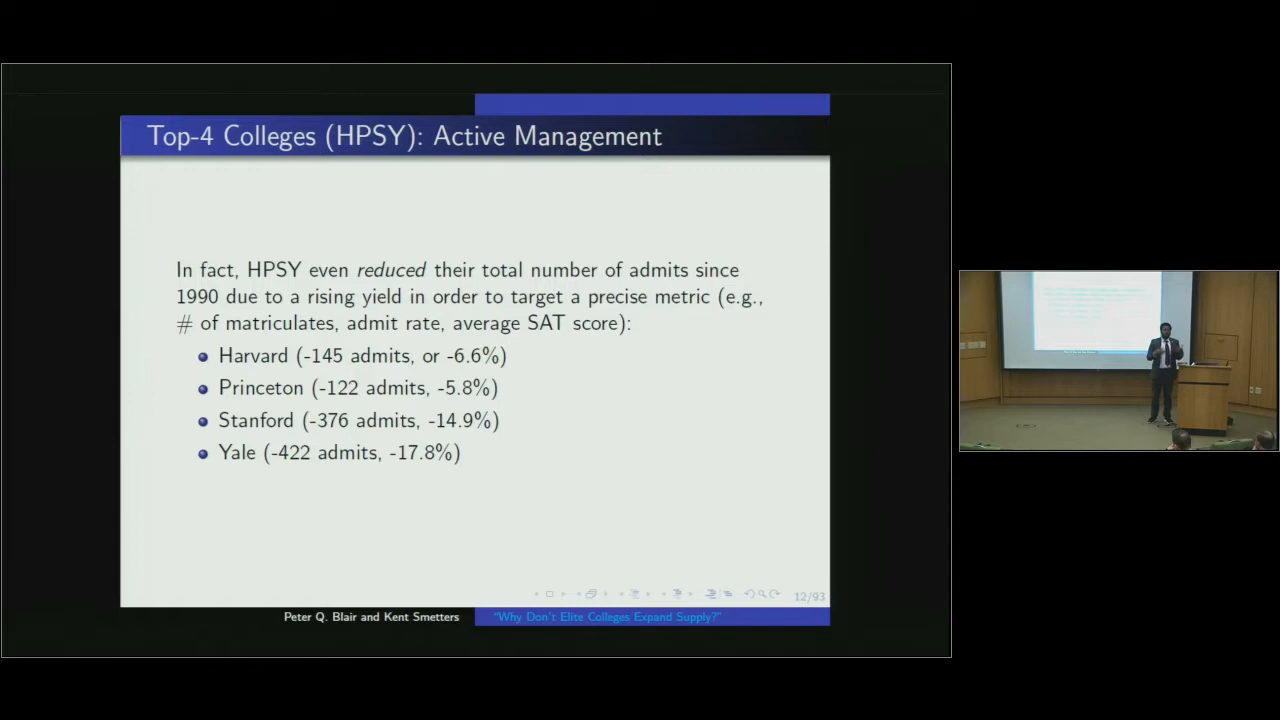 Top-4 Colleges (HPSY): Active Management
In fact, HPSY even reduced their total number of admits since
1990 due to a rising yield in order to target a precise metric (e.g.,
# of matriculates, admit rate, average SAT score):
Harvard (-145 admits, or -6.6%)
Princeton (-122 admits, -5.8%)
Stanford (-376 admits, -14.9%)
Yale (-422 admits, -17.8%)
12/93
Peter Q. Blair and Kent Smetters
"Why Don't Elite Colleges Expand Supply?"